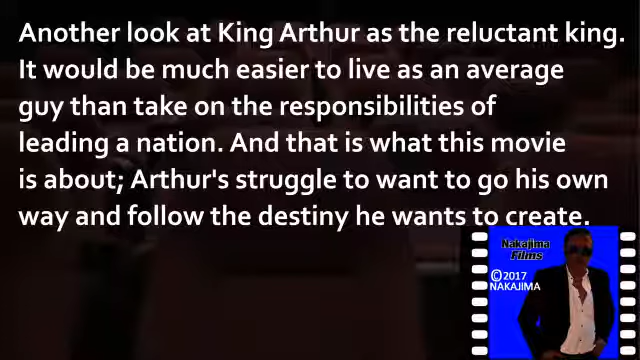 Another look at King Arthur as the reluctant king.
It would be much easier to live as an average
guy than take on the responsibilities of
leading a nation. And that is what this movie
is about; Arthur's struggle to want to go his own
way and follow the destiny he wants to create.
Nakajima
Films
©2017
NAKAJIMA